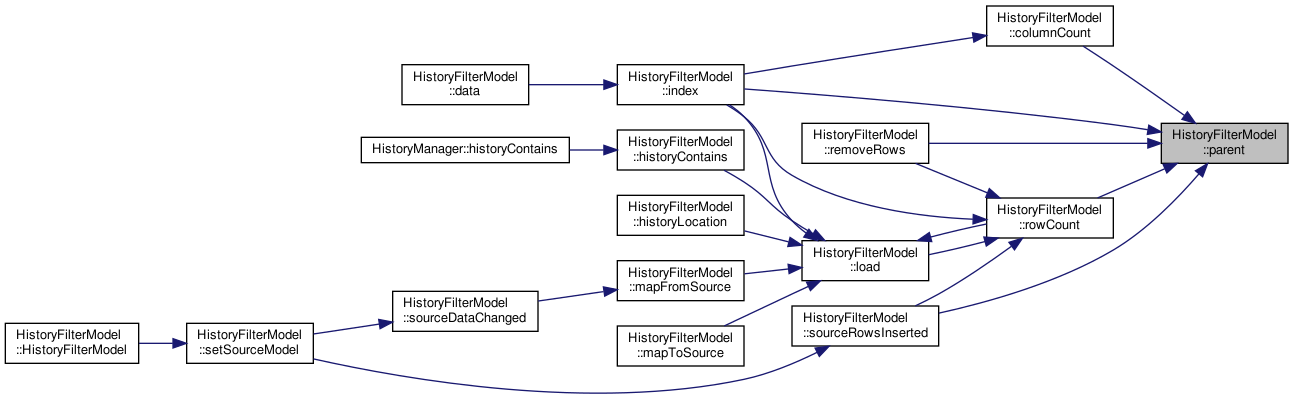 HistoryFilterModel
::columnCount
HistoryFilterModel
::data
HistoryFilterModel
::index
HistoryFilterModel
::parent
HistoryManager::historyContains
HistoryFilterModel
::historyContains
HistoryFilterModel
::removeRows
HistoryFilterModel
::historyLocation
HistoryFilterModel
::rowCount
HistoryFilterModel
::load
HistoryFilterModel
::mapFromSource
HistoryFilterModel
::sourceDataChanged
HistoryFilterModel
::sourceRowsInserted
HistoryFilterModel
::HistoryFilterModel
HistoryFilterModel
::setSourceModel
HistoryFilterModel
::mapToSource